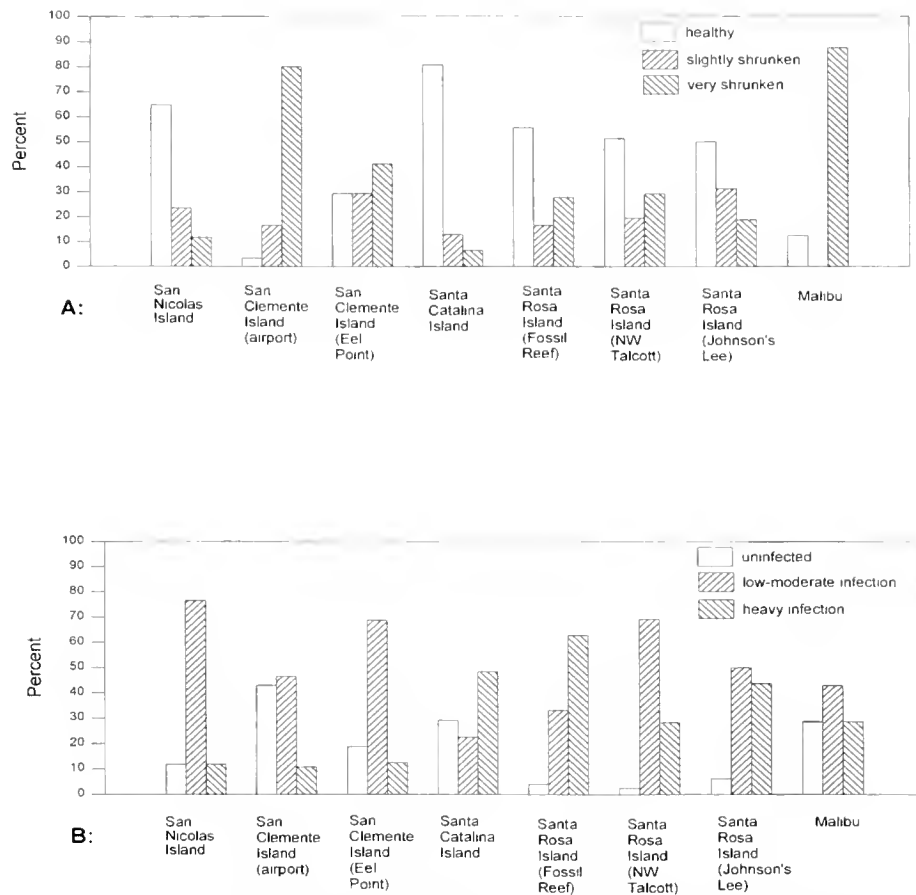 100
90
80
70
60
50
40
30
20
10
0
Percent
healthy
slightly shrunken
very shrunken
A:
San
Nicolas
Island
San
Clemente
Island
(airport)
San
Clemente
Island
(Eel
Point)
Santa
Catalina
Island
Santa
Rosa
Island
(Fossil
Reef)
Santa
Rosa
Island
(NW
Talcott)
Santa
Rosa
Island
(Johnson's
Lee)
Malibu
100
90
80
70
60
50
40
30
20
10
0
Percent
uninfected
low-moderate infection
heavy infection
B:
San
Nicolas
Island
San
Clemente
Island
(airport)
San
Clemente
Island
(Eel
Point)
Santa
Catalina
Island
Santa
Rosa
Island
(Fossil
Reef)
Santa
Rosa
Island
(NW
Talcott)
Santa
Rosa
Island
(Johnson's
Lee)
Malibu